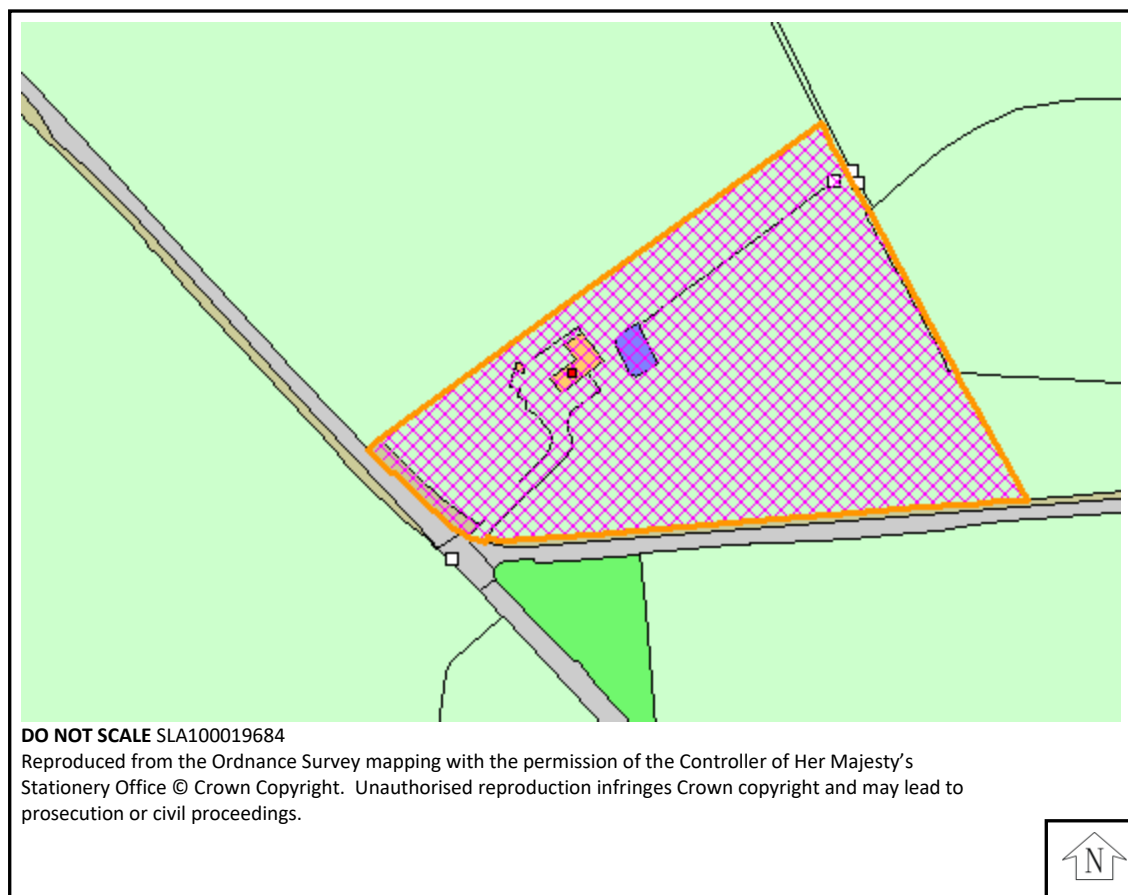 DO NOT SCALE SLA100019684
Reproduced from the Ordnance Survey mapping with the permission of the Controller of Her Majesty’s
Stationery Office © Crown Copyright.  Unauthorised reproduction infringes Crown copyright and may lead to
prosecution or civil proceedings.
N